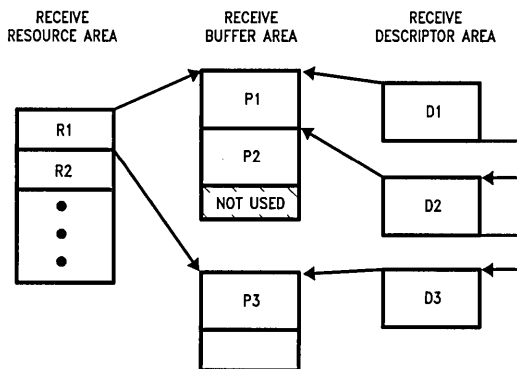 RECEIVE
RESOURCE AREA
RECEIVE
BUFFER AREA
RECEIVE
DESCRIPTOR AREA
R1
R2
P1
P2
NOT USED
P3
D1
D2
D3